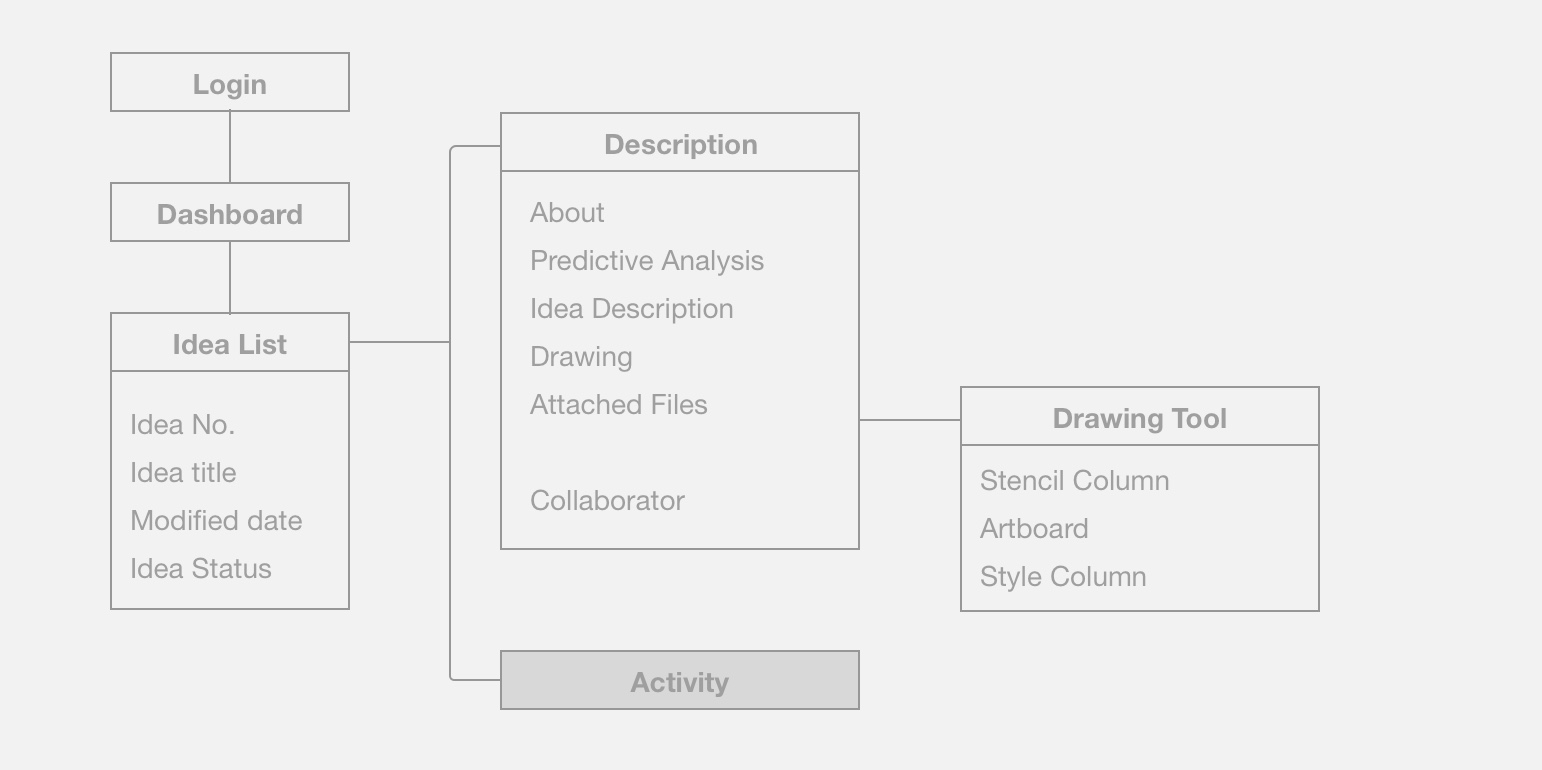 Login
Dashboard
Idea List
Idea No.
Idea title
Modified date
Idea Status
Description
About
Predictive Analysis
Idea Description
Drawing
Attached Files
Collaborator
Activity
Drawing Tool
Stencil Column
Artboard
Style Column